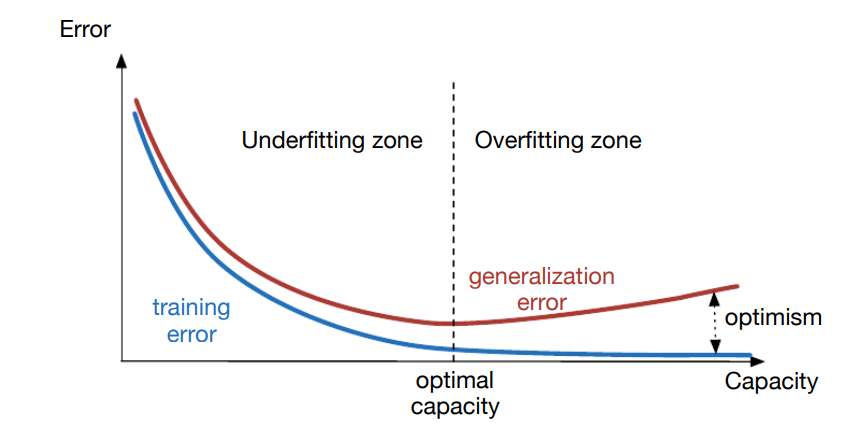 Error
Underfitting zone
Overfitting zone
generalization
error
training
error
optimism
optimal
capacity
Capacity